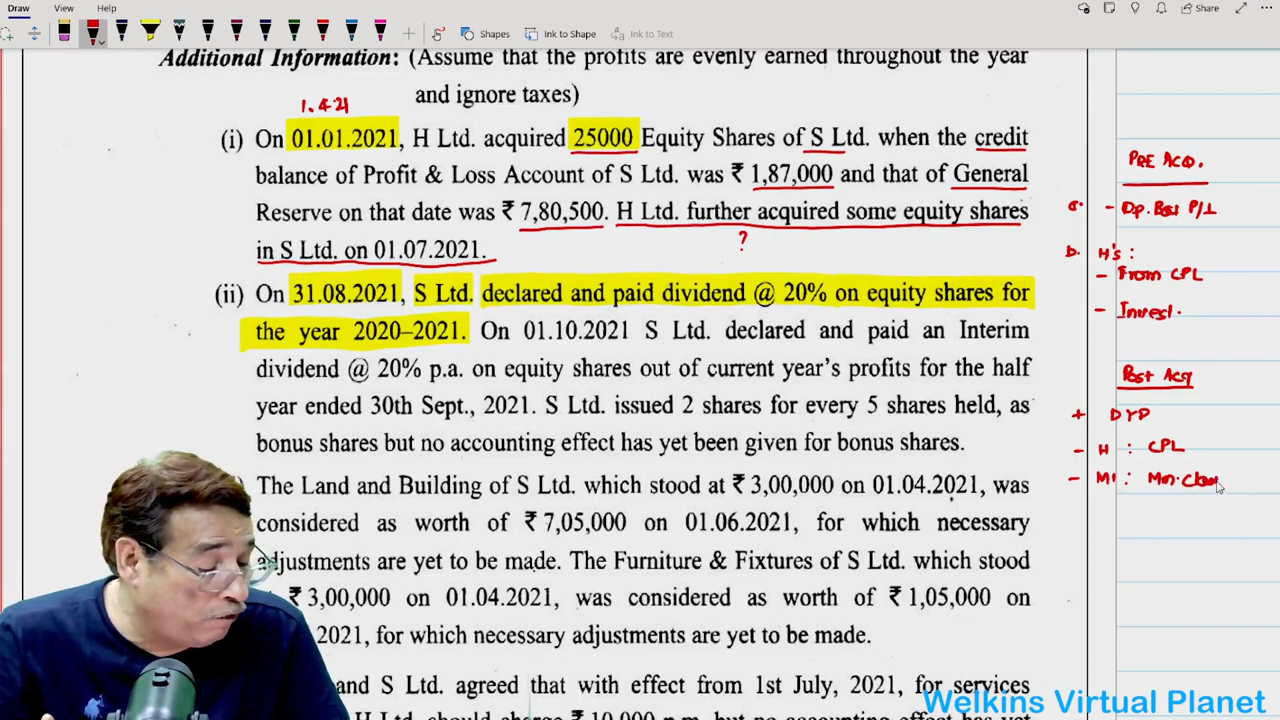 Draw View Help Share
Shapes Ink to Shape Ink to Text
Additional Information: (Assume that the profits are evenly earned throughout the year
and ignore taxes)
1.4.21
(i) On 01.01.2021, H Ltd. acquired 25000 Equity Shares of S Ltd. when the credit
balance of Profit & Loss Account of S Ltd. was ₹ 1,87,000 and that of General
Reserve on that date was ₹ 7,80,500. H Ltd. further acquired some equity shares
?
in S Ltd. on 01.07.2021.
(ii) On 31.08.2021, S Ltd. declared and paid dividend @ 20% on equity shares for
the year 2020–2021. On 01.10.2021 S Ltd. declared and paid an Interim
dividend @ 20% p.a. on equity shares out of current year's profits for the half
year ended 30th Sept., 2021. S Ltd. issued 2 shares for every 5 shares held, as
bonus shares but no accounting effect has yet been given for bonus shares.
The Land and Building of S Ltd. which stood at ₹ 3,00,000 on 01.04.2021, was
considered as worth of ₹ 7,05,000 on 01.06.2021, for which necessary
adjustments are yet to be made. The Furniture & Fixtures of S Ltd. which stood
₹ 3,00,000 on 01.04.2021, was considered as worth of ₹ 1,05,000 on
2021, for which necessary adjustments are yet to be made.
and S Ltd. agreed that with effect from 1st July, 2021, for services
H Ltd. should charge ₹ 10,000 p.m. but no accounting effect has yet
PRE ACQ.
- Op. Bal P/L
b. H's :
- From CPL
- Invest.
Post Acq
+ DYD
- H : CPL
- MI :
Welkins Virtual Planet